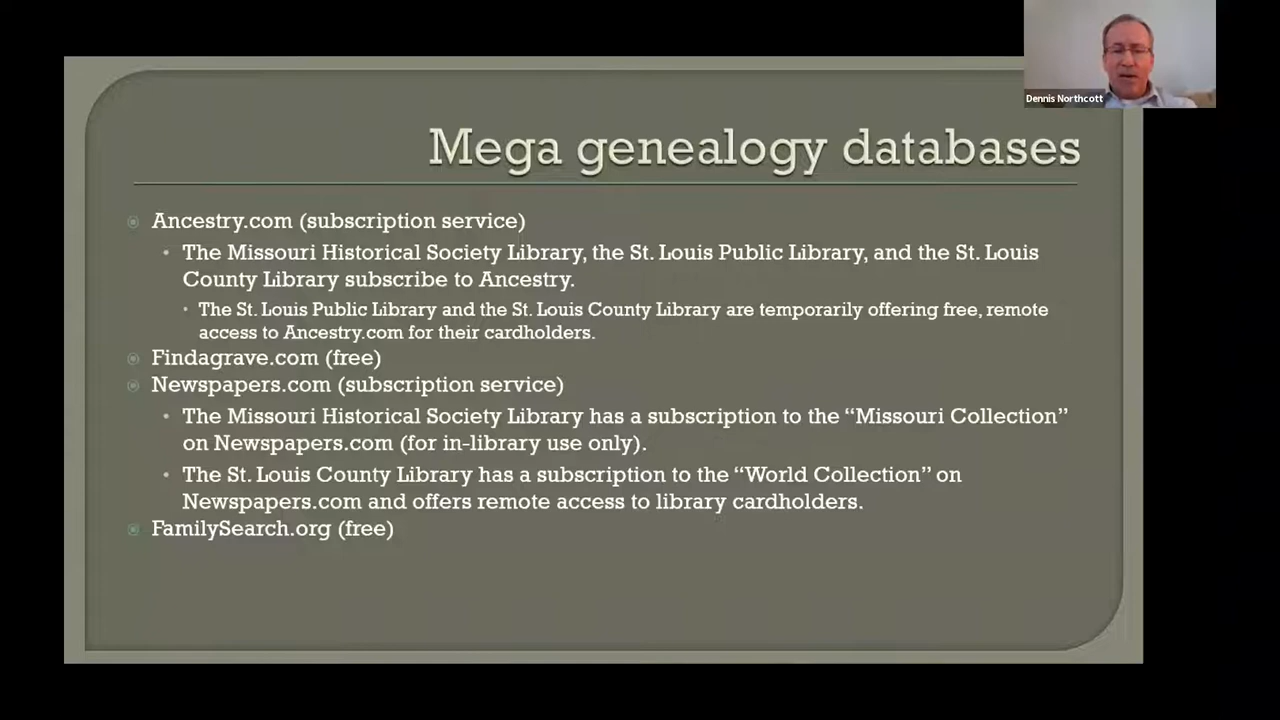 Dennis Northcott
Mega genealogy databases
Ancestry.com (subscription service)
The Missouri Historical Society Library, the St. Louis Public Library, and the St. Louis
County Library subscribe to Ancestry.
The St. Louis Public Library and the St. Louis County Library are temporarily offering free, remote
access to Ancestry.com for their cardholders.
Findagrave.com (free)
Newspapers.com (subscription service)
The Missouri Historical Society Library has a subscription to the “Missouri Collection”
on Newspapers.com (for in-library use only).
The St. Louis County Library has a subscription to the “World Collection” on
Newspapers.com and offers remote access to library cardholders.
FamilySearch.org (free)